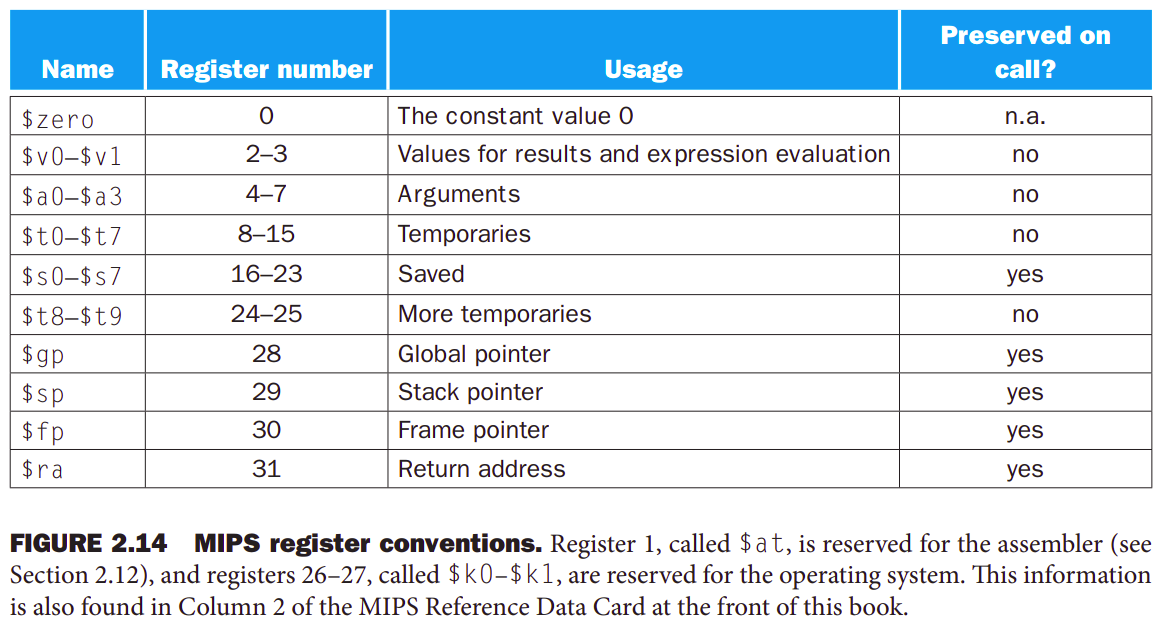 Name Register number Usage Preserved on call?
$zero 0 The constant value 0 n.a.
$v0–$v1 2–3 Values for results and expression evaluation no
$a0–$a3 4–7 Arguments no
$t0–$t7 8–15 Temporaries no
$s0–$s7 16–23 Saved yes
$t8–$t9 24–25 More temporaries no
$gp 28 Global pointer yes
$sp 29 Stack pointer yes
$fp 30 Frame pointer yes
$ra 31 Return address yes
FIGURE 2.14 MIPS register conventions. Register 1, called $at, is reserved for the assembler (see
Section 2.12), and registers 26–27, called $k0–$k1, are reserved for the operating system. This information
is also found in Column 2 of the MIPS Reference Data Card at the front of this book.